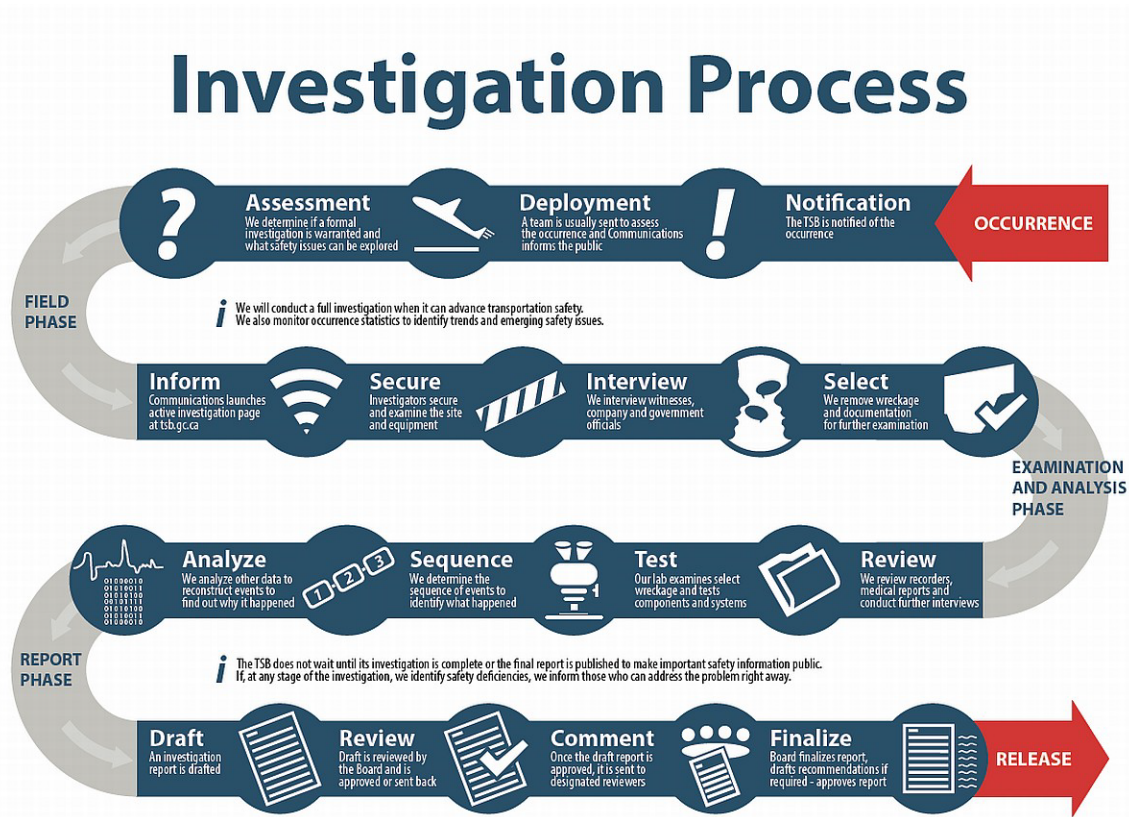 Investigation Process
OCCURRENCE
Notification
The TSB is notified of the
occurrence
!
Deployment
A team is usually sent to assess
the occurrence and Communications
informs the public
Assessment
We determine if a formal
investigation is warranted and
what safety issues can be explored
?
i We will conduct a full investigation when it can advance transportation safety.
We also monitor occurrence statistics to identify trends and emerging safety issues.
FIELD
PHASE
Inform
Communications launches
active investigation page
at tsb.gc.ca
Secure
Investigators secure
and examine the site
and equipment
Interview
We interview witnesses,
company and government
officials
Select
We remove wreckage
and documentation
for further examination
EXAMINATION
AND ANALYSIS
PHASE
Review
We review recorders,
medical reports and
conduct further interviews
Test
Our lab examines select
wreckage and tests
components and systems
Sequence
We determine the
sequence of events to
identify what happened
1 2 3
Analyze
We analyze other data to
reconstruct events to
find out why it happened
01000010
01010011
01010100
00101111
01010100
01010011
01000010
i The TSB does not wait until its investigation is complete or the final report is published to make important safety information public.
If, at any stage of the investigation, we identify safety deficiencies, we inform those who can address the problem right away.
REPORT
PHASE
Draft
An investigation
report is drafted
Review
Draft is reviewed by
the Board and is
approved or sent back
Comment
Once the draft report is
approved, it is sent to
designated reviewers
Finalize
Board finalizes report,
drafts recommendations if
required - approves report
RELEASE